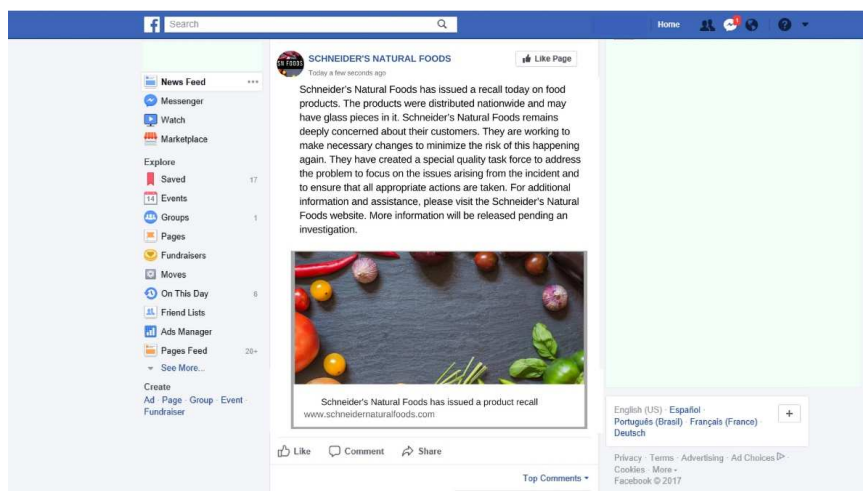 Search
Home
1
SN FOODS
SCHNEIDER'S NATURAL FOODS
Like Page
Today a few seconds ago
News Feed
Messenger
Watch
Marketplace
Explore
Saved 17
14 Events
Groups 1
Pages
Fundraisers
Moves
On This Day 6
Friend Lists
Ads Manager
Pages Feed 20+
See More...
Create
Ad · Page · Group · Event ·
Fundraiser
Schneider's Natural Foods has issued a recall today on food
products. The products were distributed nationwide and may
have glass pieces in it. Schneider's Natural Foods remains
deeply concerned about their customers. They are working to
make necessary changes to minimize the risk of this happening
again. They have created a special quality task force to address
the problem to focus on the issues arising from the incident and
to ensure that all appropriate actions are taken. For additional
information and assistance, please visit the Schneider's Natural
Foods website. More information will be released pending an
investigation.
Schneider's Natural Foods has issued a product recall
www.schneidernaturalfoods.com
Like Comment Share
Top Comments
English (US) · Español ·
Português (Brasil) · Français (France) ·
Deutsch
Privacy · Terms · Advertising · Ad Choices ·
Cookies · More
Facebook © 2017